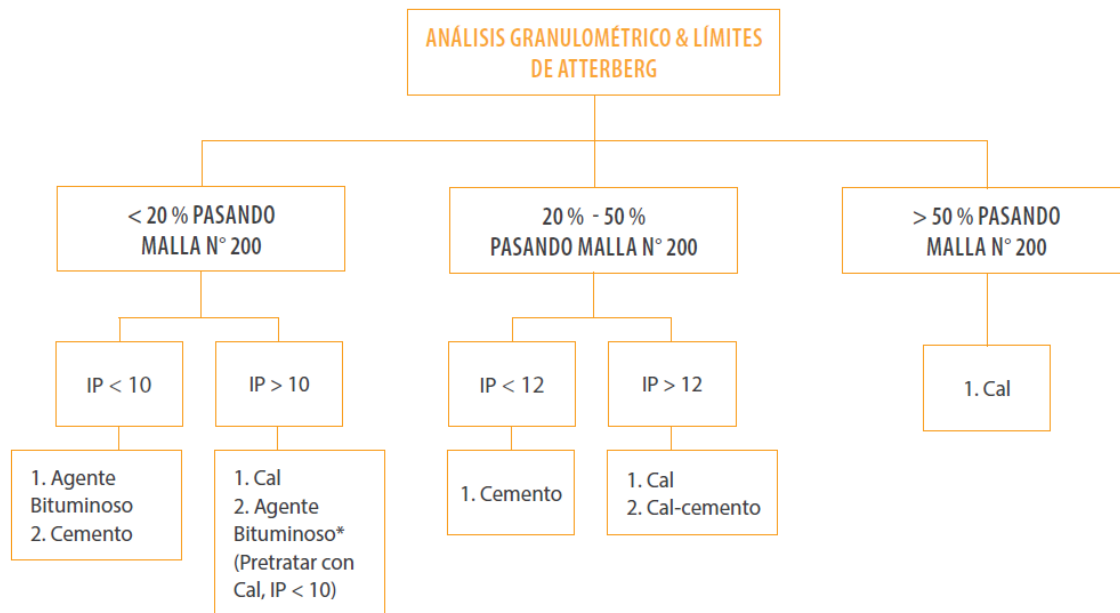 ANÁLISIS GRANULOMÉTRICO & LÍMITES
DE ATTERBERG
< 20 % PASANDO
MALLA N° 200
20 % - 50 %
PASANDO MALLA N° 200
> 50 % PASANDO
MALLA N° 200
IP < 10
IP > 10
IP < 12
IP > 12
1. Cal
1. Agente
Bituminoso
2. Cemento
1. Cal
2. Agente
Bituminoso*
(Pretratar con
Cal, IP < 10)
1. Cemento
1. Cal
2. Cal-cemento